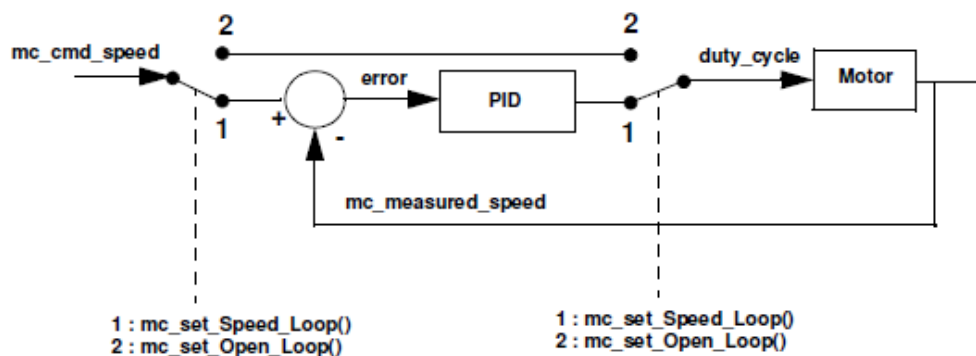 2
2
mc_cmd_speed
duty_cycle
error
Motor
PID
1
+
-
1
mc_measured_speed
1 : mc_set_Speed_Loop()
2 : mc_set_Open_Loop()
1 : mc_set_Speed_Loop()
2 : mc_set_Open_Loop()